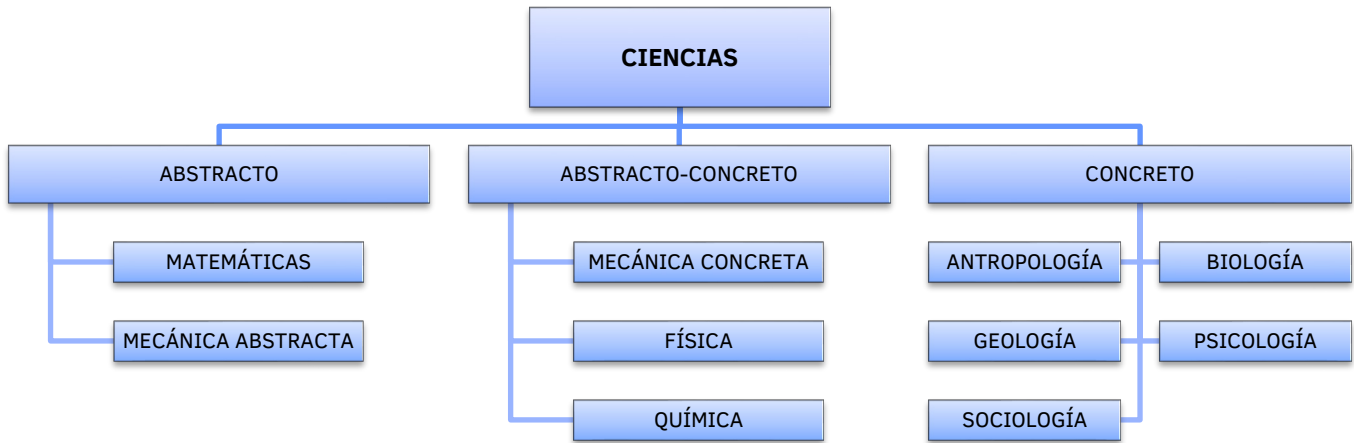 CIENCIAS
ABSTRACTO
ABSTRACTO-CONCRETO
CONCRETO
MATEMÁTICAS
MECÁNICA ABSTRACTA
MECÁNICA CONCRETA
FÍSICA
QUÍMICA
ANTROPOLOGÍA
BIOLOGÍA
GEOLOGÍA
PSICOLOGÍA
SOCIOLOGÍA